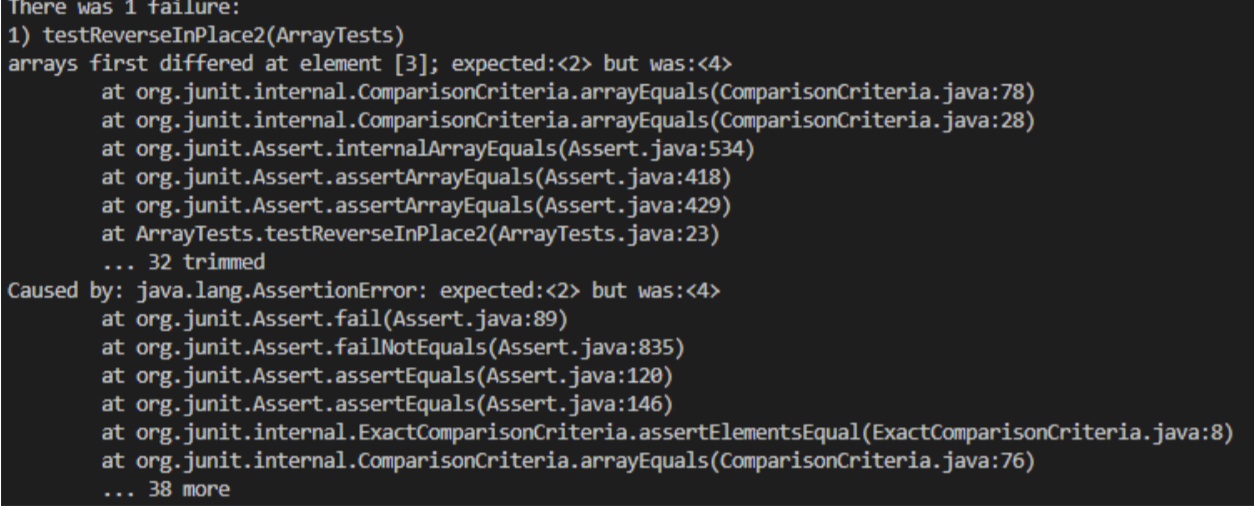 There was 1 failure:
1) testReverseInPlace2(ArrayTests)
arrays first differed at element [3]; expected:<2> but was:<4>
        at org.junit.internal.ComparisonCriteria.arrayEquals(ComparisonCriteria.java:78)
        at org.junit.internal.ComparisonCriteria.arrayEquals(ComparisonCriteria.java:28)
        at org.junit.Assert.internalArrayEquals(Assert.java:534)
        at org.junit.Assert.assertArrayEquals(Assert.java:418)
        at org.junit.Assert.assertArrayEquals(Assert.java:429)
        at ArrayTests.testReverseInPlace2(ArrayTests.java:23)
        ... 32 trimmed
Caused by: java.lang.AssertionError: expected:<2> but was:<4>
        at org.junit.Assert.fail(Assert.java:89)
        at org.junit.Assert.failNotEquals(Assert.java:835)
        at org.junit.Assert.assertEquals(Assert.java:120)
        at org.junit.Assert.assertEquals(Assert.java:146)
        at org.junit.internal.ExactComparisonCriteria.assertElementsEqual(ExactComparisonCriteria.java:8)
        at org.junit.internal.ComparisonCriteria.arrayEquals(ComparisonCriteria.java:76)
        ... 38 more